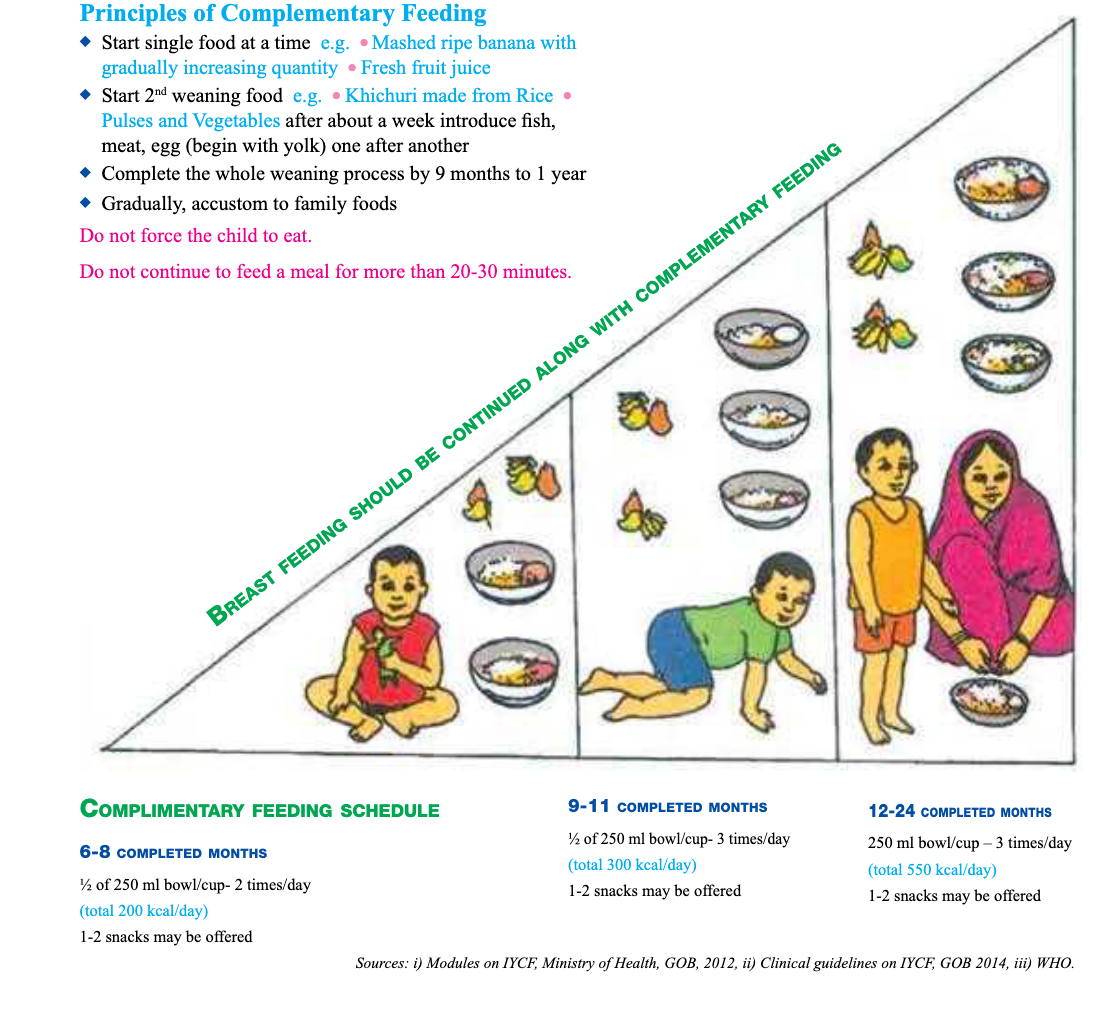 Principles of Complementary Feeding
◆ Start single food at a time e.g. • Mashed ripe banana with
gradually increasing quantity • Fresh fruit juice
◆ Start 2nd weaning food e.g. • Khichuri made from Rice •
Pulses and Vegetables after about a week introduce fish,
meat, egg (begin with yolk) one after another
◆ Complete the whole weaning process by 9 months to 1 year
◆ Gradually, accustom to family foods
Do not force the child to eat.
Do not continue to feed a meal for more than 20-30 minutes.
BREAST FEEDING SHOULD BE CONTINUED ALONG WITH COMPLEMENTARY FEEDING
COMPLIMENTARY FEEDING SCHEDULE
6-8 COMPLETED MONTHS
½ of 250 ml bowl/cup- 2 times/day
(total 200 kcal/day)
1-2 snacks may be offered
9-11 COMPLETED MONTHS
½ of 250 ml bowl/cup- 3 times/day
(total 300 kcal/day)
1-2 snacks may be offered
12-24 COMPLETED MONTHS
250 ml bowl/cup – 3 times/day
(total 550 kcal/day)
1-2 snacks may be offered
Sources: i) Modules on IYCF, Ministry of Health, GOB, 2012, ii) Clinical guidelines on IYCF, GOB 2014, iii) WHO.